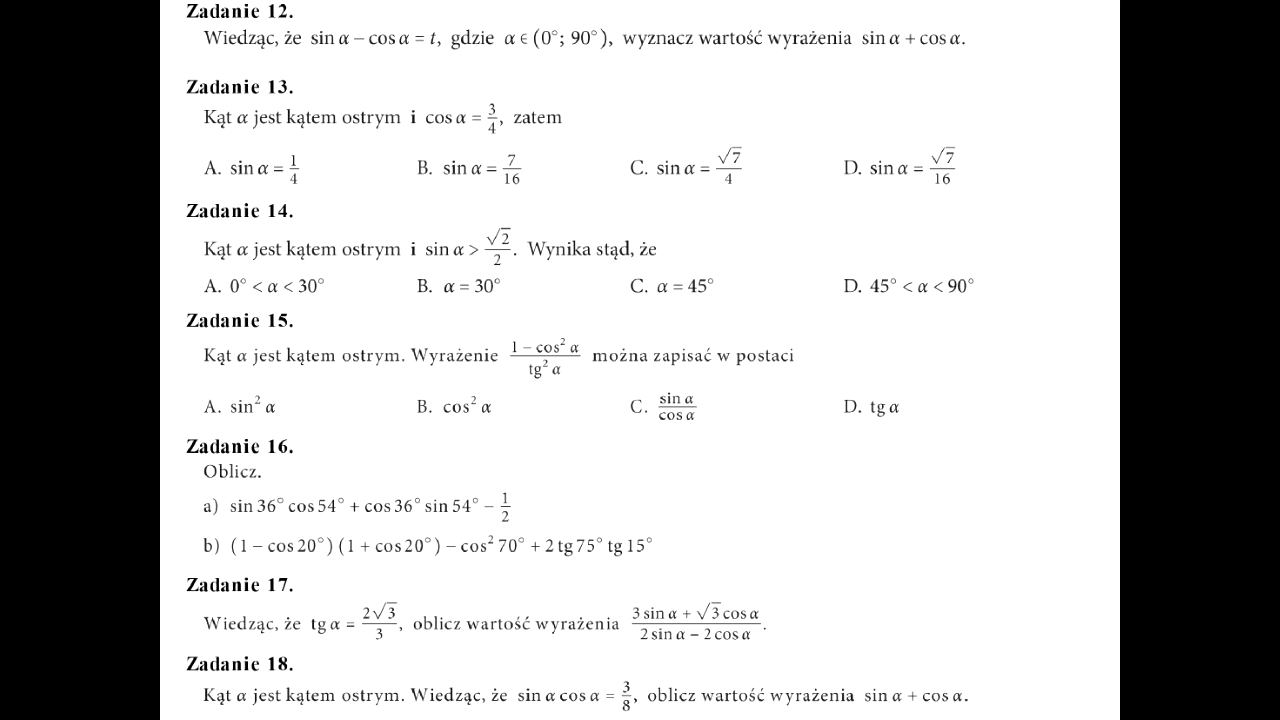 Zadanie 12.
Wiedząc, że sin α – cos α = t, gdzie α ∈ (0°; 90°), wyznacz wartość wyrażenia sin α + cos α.
Zadanie 13.
Kąt α jest kątem ostrym i cos α = 3/4, zatem
A. sin α = 1/4 B. sin α = 7/16 C. sin α = √7/4 D. sin α = √7/16
Zadanie 14.
Kąt α jest kątem ostrym i sin α > √2/2. Wynika stąd, że
A. 0° < α < 30° B. α = 30° C. α = 45° D. 45° < α < 90°
Zadanie 15.
Kąt α jest kątem ostrym. Wyrażenie (1 – cos² α)/(tg² α) można zapisać w postaci
A. sin² α B. cos² α C. sin α/cos α D. tg α
Zadanie 16.
Oblicz.
a) sin 36° cos 54° + cos 36° sin 54° – 1/2
b) (1 – cos 20°)(1 + cos 20°) – cos² 70° + 2 tg 75° tg 15°
Zadanie 17.
Wiedząc, że tg α = 2√3/3, oblicz wartość wyrażenia (3 sin α + √3 cos α)/(2 sin α – 2 cos α).
Zadanie 18.
Kąt α jest kątem ostrym. Wiedząc, że sin α cos α = 3/8, oblicz wartość wyrażenia sin α + cos α.